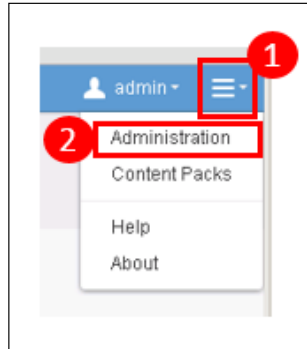 1
admin
2
Administration
Content Packs
Help
About